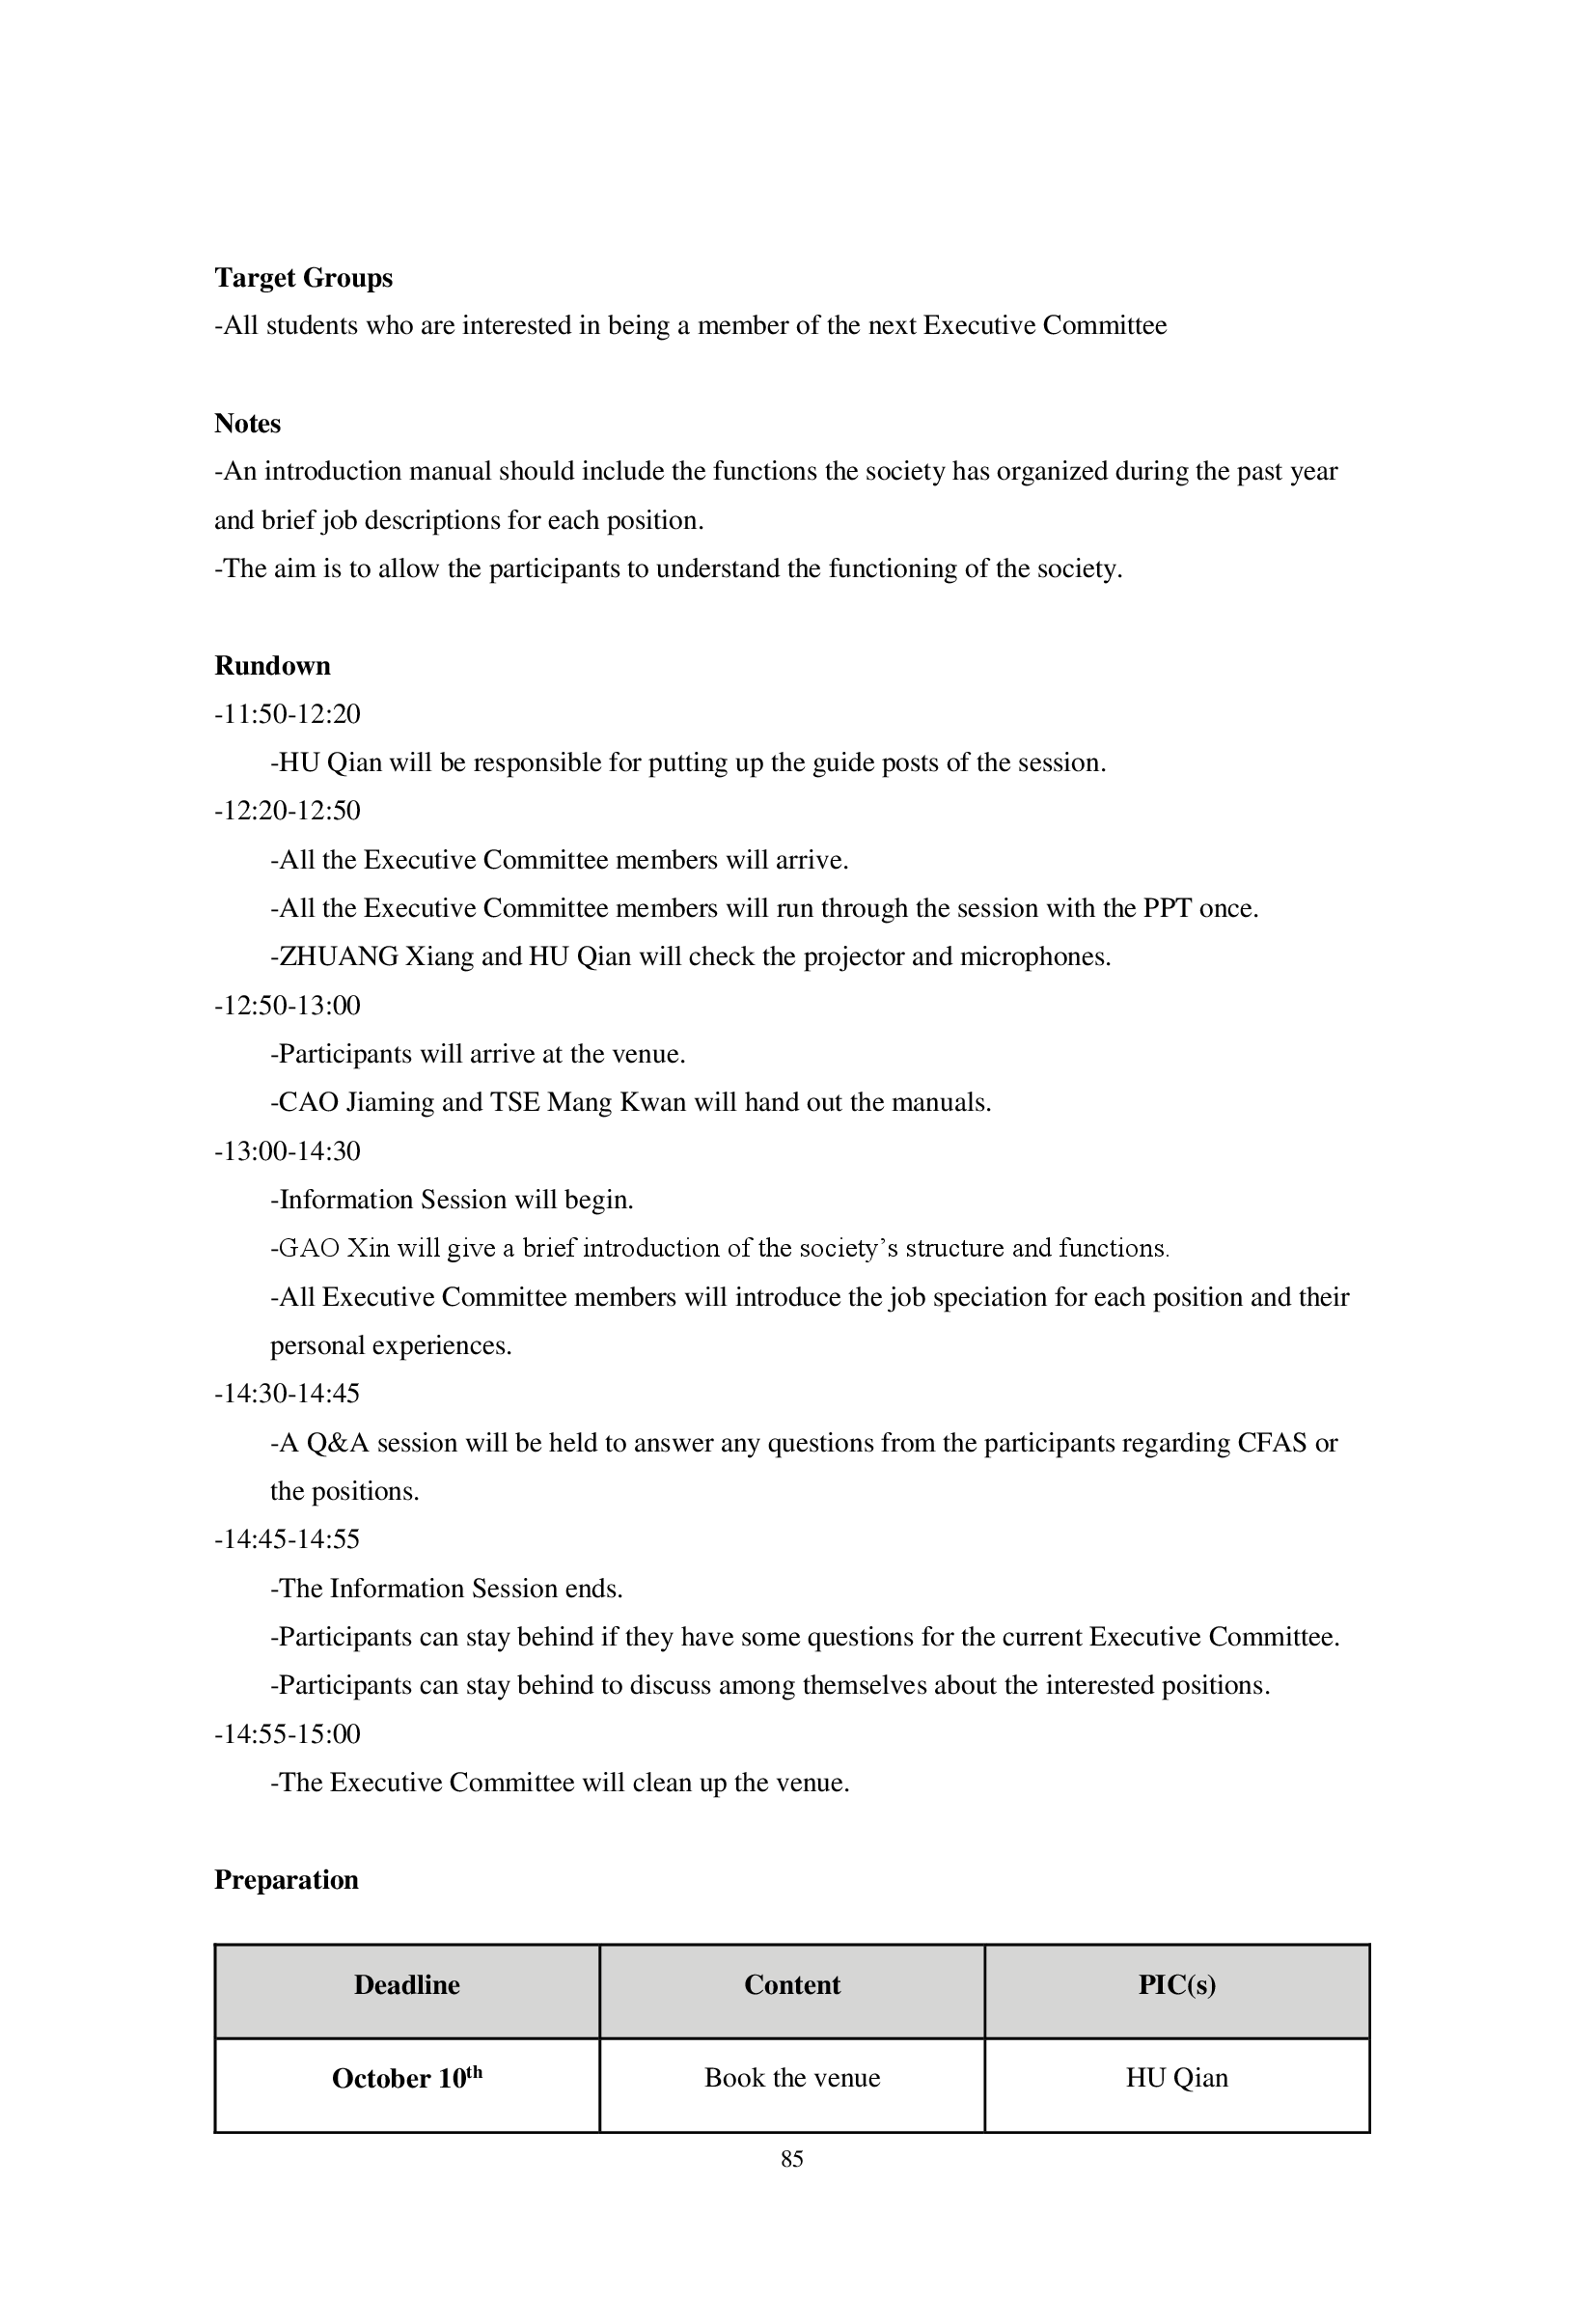 Target Groups
-All students who are interested in being a member of the next Executive Committee
Notes
-An introduction manual should include the functions the society has organized during the past year
and brief job descriptions for each position.
-The aim is to allow the participants to understand the functioning of the society.
Rundown
-11:50-12:20
-HU Qian will be responsible for putting up the guide posts of the session.
-12:20-12:50
-All the Executive Committee members will arrive.
-All the Executive Committee members will run through the session with the PPT once.
-ZHUANG Xiang and HU Qian will check the projector and microphones.
-12:50-13:00
-Participants will arrive at the venue.
-CAO Jiaming and TSE Mang Kwan will hand out the manuals.
-13:00-14:30
-Information Session will begin.
-GAO Xin will give a brief introduction of the society’s structure and functions.
-All Executive Committee members will introduce the job speciation for each position and their
personal experiences.
-14:30-14:45
-A Q&A session will be held to answer any questions from the participants regarding CFAS or
the positions.
-14:45-14:55
-The Information Session ends.
-Participants can stay behind if they have some questions for the current Executive Committee.
-Participants can stay behind to discuss among themselves about the interested positions.
-14:55-15:00
-The Executive Committee will clean up the venue.
Preparation
Deadline Content PIC(s)
October 10th Book the venue HU Qian
85